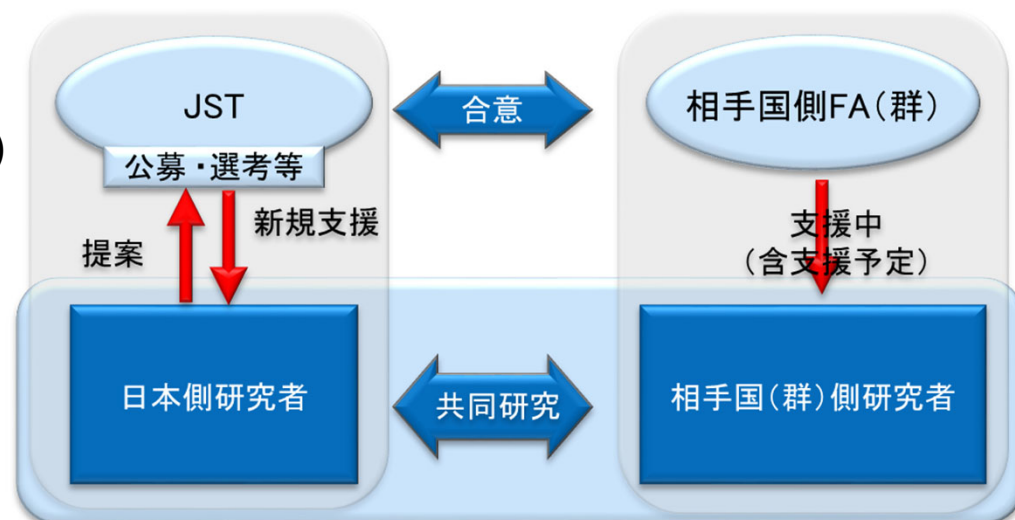 JST
合意
相手国側FA(群)
)
公募・選考等
提案
新規支援
支援中
(含支援予定)
日本側研究者
共同研究
相手国(群)側研究者